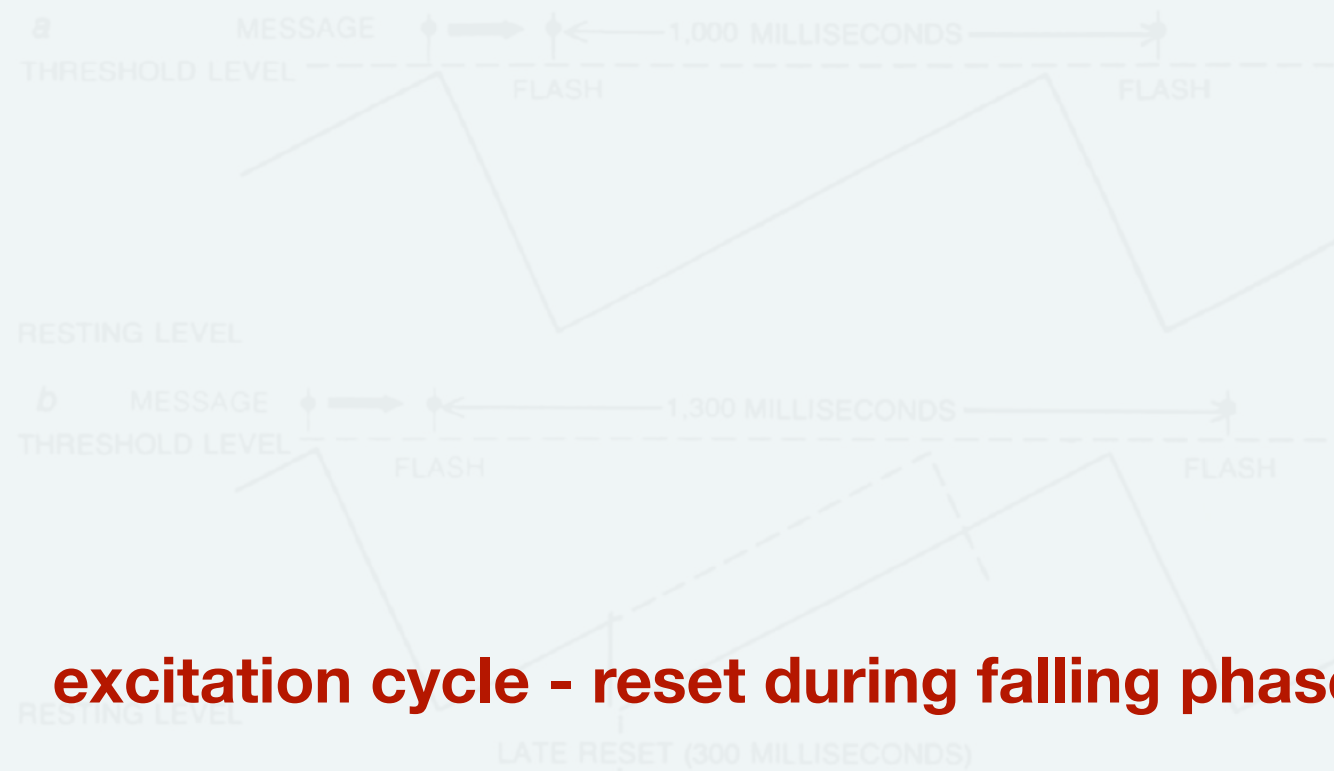 a MESSAGE 1,000 MILLISECONDS
THRESHOLD LEVEL
FLASH FLASH
RESTING LEVEL
b MESSAGE 1,300 MILLISECONDS
THRESHOLD LEVEL
FLASH FLASH
excitation cycle - reset during falling phase
RESTING LEVEL
LATE RESET (300 MILLISECONDS)